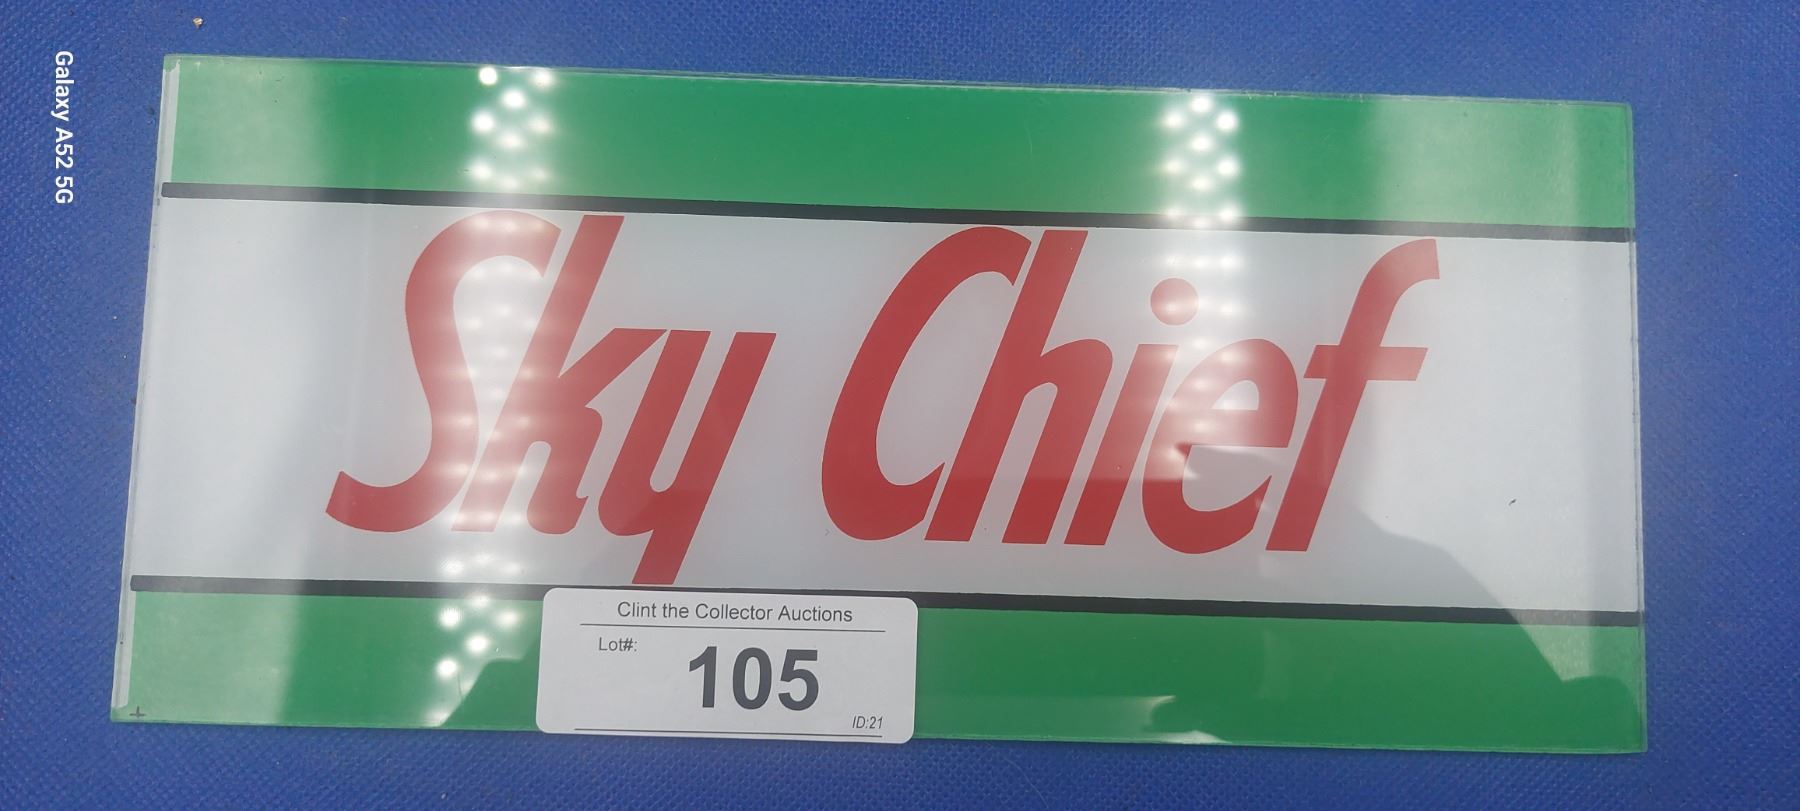 Galaxy A52 5G
Sky Chief
Clint the Collector Auctions
Lot#:
105
ID:21